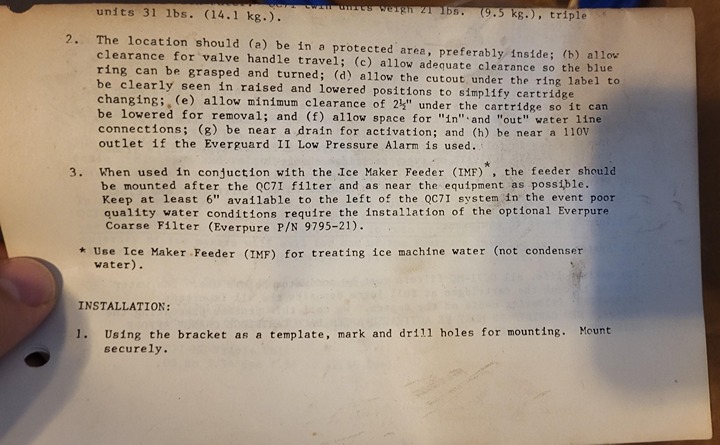 twin units weigh 21 lbs. (9.5 kg.), triple
units 31 lbs. (14.1 kg.).
2. The location should (a) be in a protected area, preferably inside; (b) allow
clearance for valve handle travel; (c) allow adequate clearance so the blue
ring can be grasped and turned; (d) allow the cutout under the ring label to
be clearly seen in raised and lowered positions to simplify cartridge
changing; (e) allow minimum clearance of 2½" under the cartridge so it can
be lowered for removal; and (f) allow space for "in" and "out" water line
connections; (g) be near a drain for activation; and (h) be near a 110V
outlet if the Everguard II Low Pressure Alarm is used.
3. When used in conjuction with the Ice Maker Feeder (IMF)*, the feeder should
be mounted after the QC7I filter and as near the equipment as possible.
Keep at least 6" available to the left of the QC7I system in the event poor
quality water conditions require the installation of the optional Everpure
Coarse Filter (Everpure P/N 9795-21).
* Use Ice Maker Feeder (IMF) for treating ice machine water (not condenser
water).
INSTALLATION:
1. Using the bracket as a template, mark and drill holes for mounting. Mount
securely.